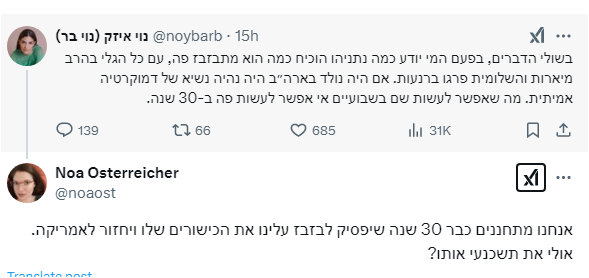 נוי איזק (נוי בר) @noybarb · 15h
בשולי הדברים, בפעם המי יודע כמה נתניהו הוכיח כמה הוא מתבזבז פה, עם כל הגלי בהרב
מיארות והשלומית פרגו ברנעות. אם היה נולד בארה״ב היה נהיה נשיא של דמוקרטיה
אמיתית. מה שאפשר לעשות שם בשבועיים אי אפשר לעשות פה ב-30 שנה.
139 66 685 31K
Noa Osterreicher
@noaost
אנחנו מתחננים כבר 30 שנה שיפסיק לבזבז עלינו את הכישורים שלו ויחזור לאמריקה.
אולי את תשכנעי אותו?
Translate post